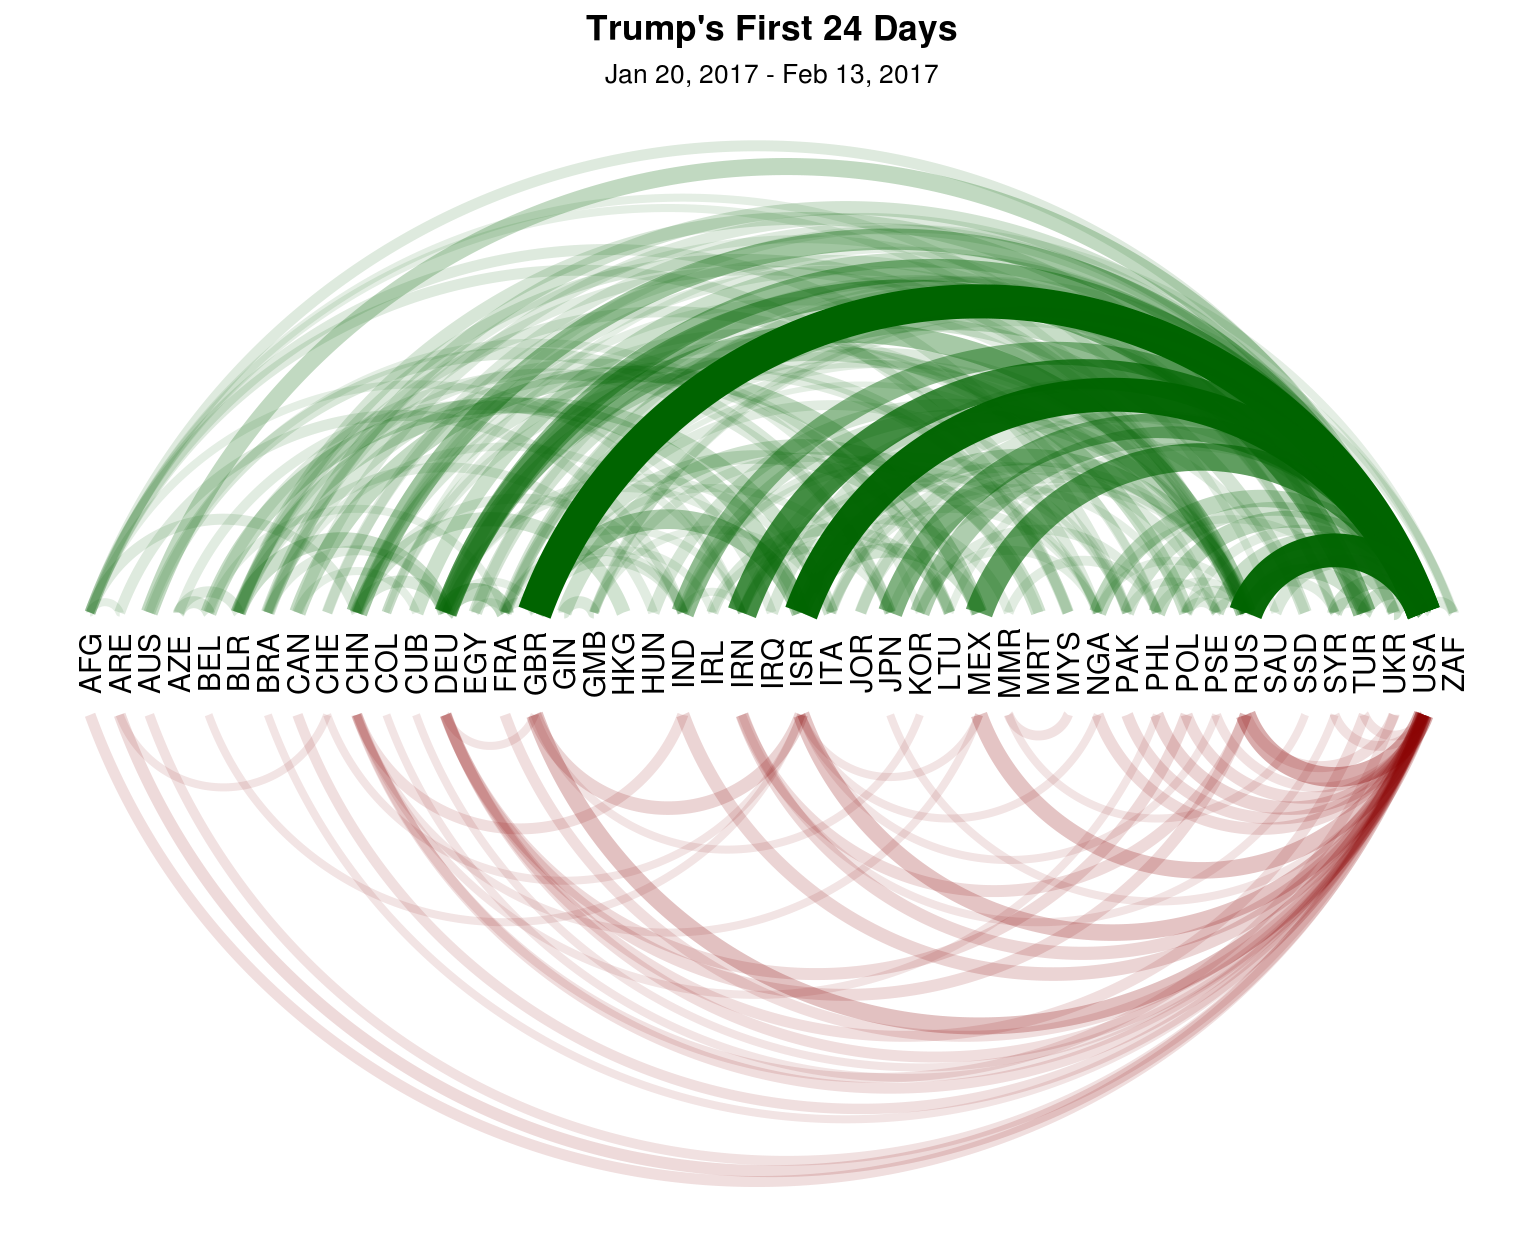 Trump's First 24 Days
Jan 20, 2017 - Feb 13, 2017
AFG
ARE
AUS
AZE
BEL
BLR
BRA
CAN
CHE
CHN
COL
CUB
DEU
EGY
FRA
GBR
GIN
GMB
HKG
HUN
IND
IRL
IRN
IRQ
ISR
ITA
JOR
JPN
KOR
LTU
MEX
MMR
MRT
MYS
NGA
PAK
PHL
POL
PSE
RUS
SAU
SSD
SYR
TUR
UKR
USA
ZAF